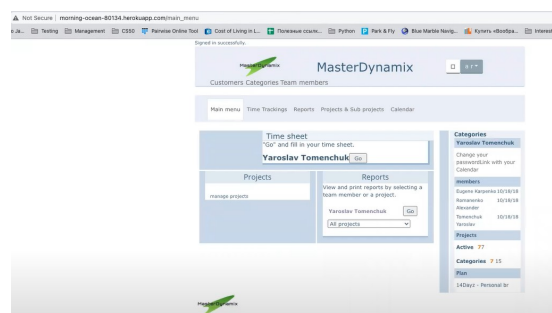 Not Secure | morning-ocean-80134.herokuapp.com/main_menu
Testing Management CS50 Pairwise Online Tool Cost of Living in L... Полезные ссылк... Python Park & Fly Blue Marble Navig... Купить «Вообра... Interest
Signed in successfully.
MasterDynamix
MasterDynamix
Customers Categories Team members
Main menu Time Trackings Reports Projects & Sub projects Calendar
Time sheet
"Go" and fill in your time sheet.
Yaroslav Tomenchuk Go
Projects
manage projects
Reports
View and print reports by selecting a
team member or a project.
Yaroslav Tomenchuk Go
All projects
Categories
Yaroslav Tomenchuk
Change your
passwordLink with your
Calendar
members
Eugene Karpenko 10/18/18
Romanenko 10/18/18
Alexander
Tomenchuk 10/18/18
Yaroslav
Projects
Active 77
Categories 7 15
Plan
14Dayz - Personal br
MasterDynamix